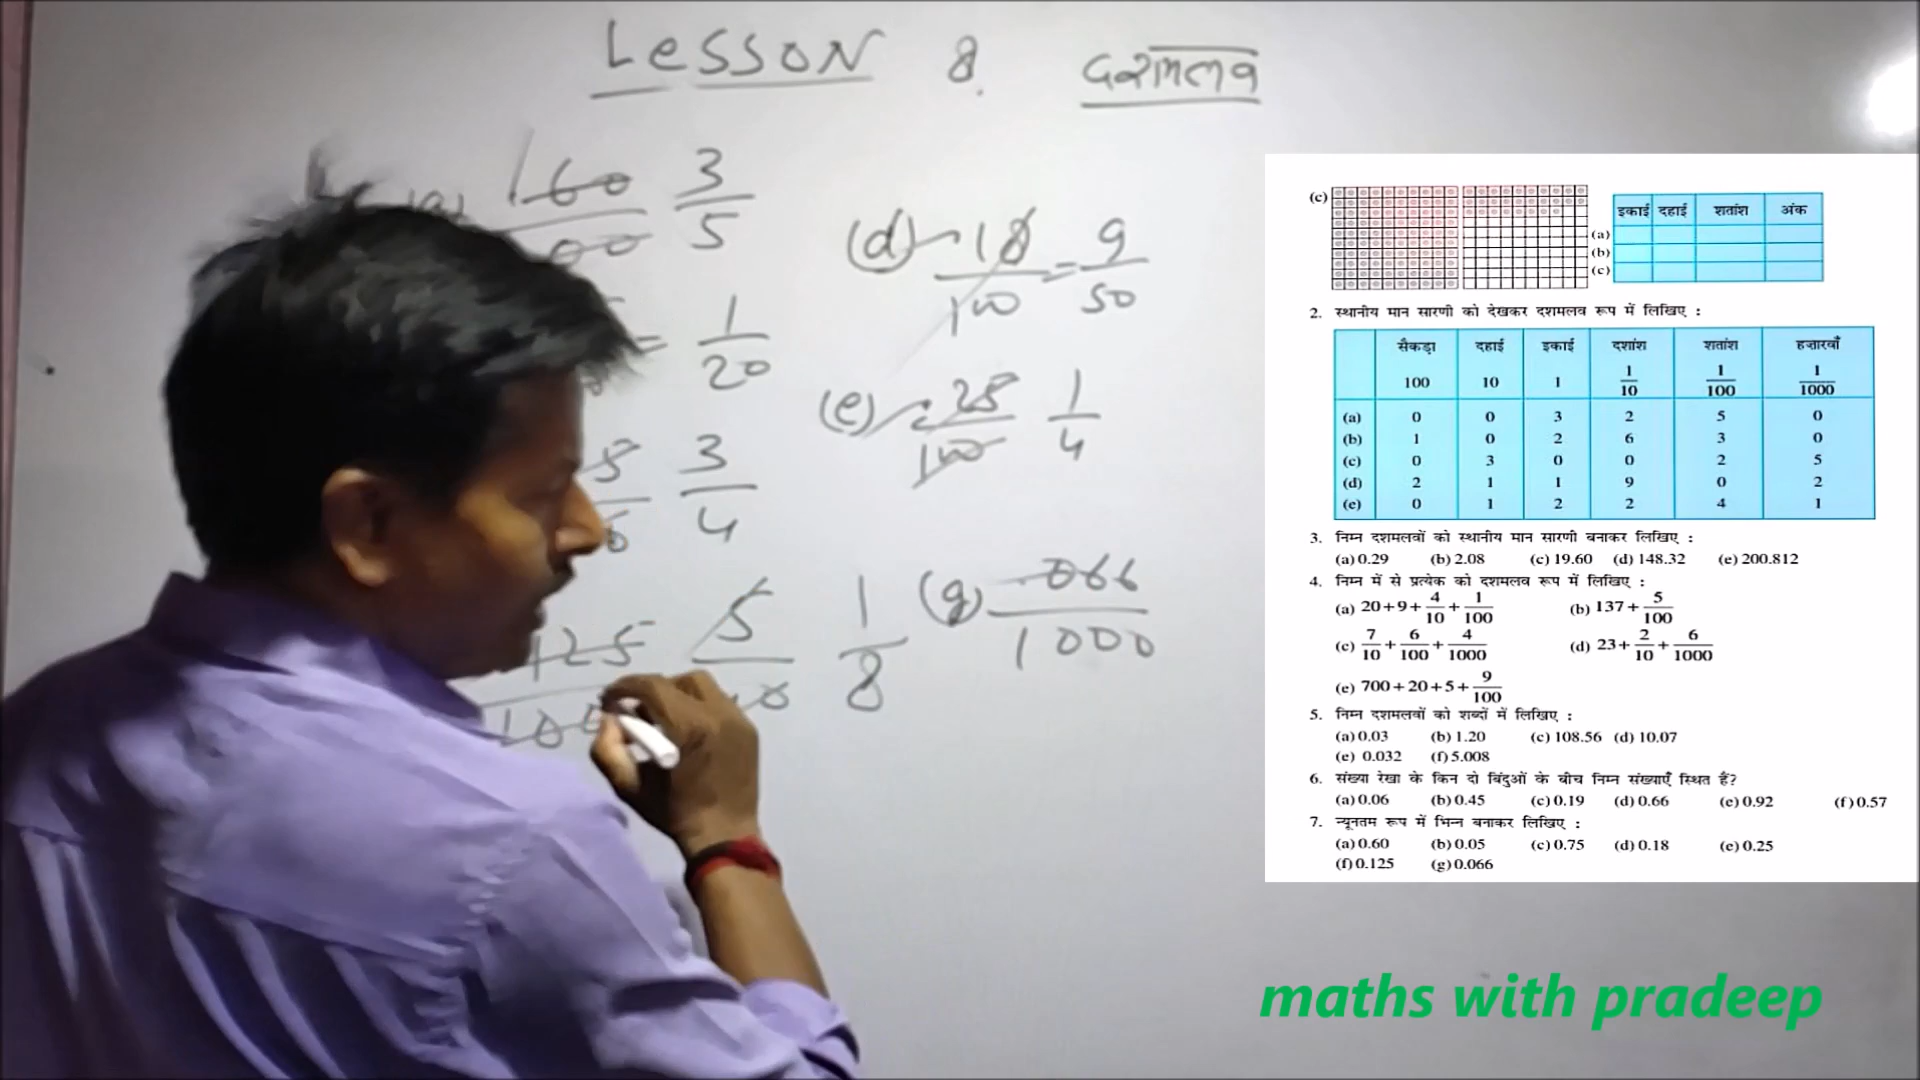 LESSON 8. दशमलव
(a) 160 3
00 5
= 1
20
5 3
4
125 5 1
100 8
(d) .18 = 9
100 50
(e) .25 1
100 4
(g) .066
1000
(c)
इकाई दहाई शतांश अंक
(a)
(b)
(c)
2. स्थानीय मान सारणी को देखकर दशमलव रूप में लिखिए :
सैकड़ा दहाई इकाई दशांश शतांश हज़ारवाँ
100 10 1 1/10 1/100 1/1000
(a) 0 0 3 2 5 0
(b) 1 0 2 6 3 0
(c) 0 3 0 0 2 5
(d) 2 1 1 9 0 2
(e) 0 1 2 2 4 1
3. निम्न दशमलवों को स्थानीय मान सारणी बनाकर लिखिए :
(a) 0.29 (b) 2.08 (c) 19.60 (d) 148.32 (e) 200.812
4. निम्न में से प्रत्येक को दशमलव रूप में लिखिए :
(a) 20+9+4/10+1/100 (b) 137+5/100
(c) 7/10+6/100+4/1000 (d) 23+2/10+6/1000
(e) 700+20+5+9/100
5. निम्न दशमलवों को शब्दों में लिखिए :
(a) 0.03 (b) 1.20 (c) 108.56 (d) 10.07
(e) 0.032 (f) 5.008
6. संख्या रेखा के किन दो बिंदुओं के बीच निम्न संख्याएँ स्थित हैं?
(a) 0.06 (b) 0.45 (c) 0.19 (d) 0.66 (e) 0.92 (f) 0.57
7. न्यूनतम रूप में भिन्न बनाकर लिखिए :
(a) 0.60 (b) 0.05 (c) 0.75 (d) 0.18 (e) 0.25
(f) 0.125 (g) 0.066
maths with pradeep